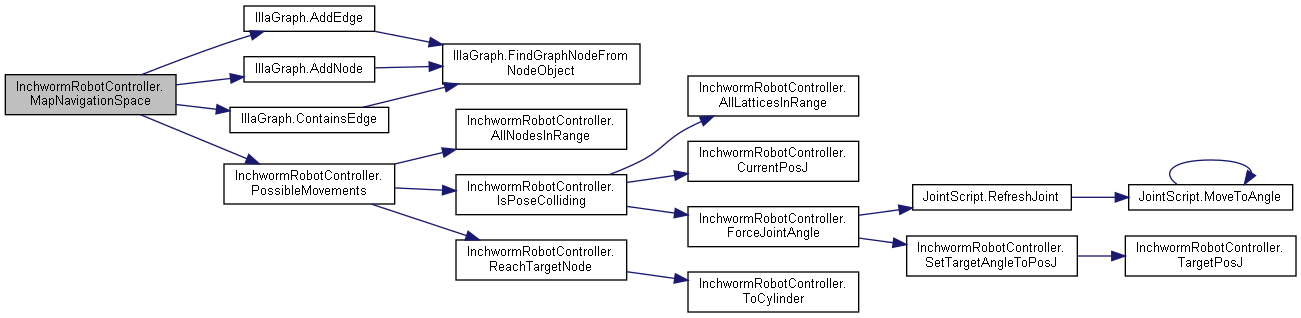 InchwormRobotController.
MapNavigationSpace
IllaGraph.AddEdge
IllaGraph.AddNode
IllaGraph.ContainsEdge
InchwormRobotController.
PossibleMovements
IllaGraph.FindGraphNodeFrom
NodeObject
InchwormRobotController.
AllNodesInRange
InchwormRobotController.
IsPoseColliding
InchwormRobotController.
ReachTargetNode
InchwormRobotController.
AllLatticesInRange
InchwormRobotController.
CurrentPosJ
InchwormRobotController.
ForceJointAngle
InchwormRobotController.
ToCylinder
JointScript.RefreshJoint
InchwormRobotController.
SetTargetAngleToPosJ
JointScript.MoveToAngle
InchwormRobotController.
TargetPosJ